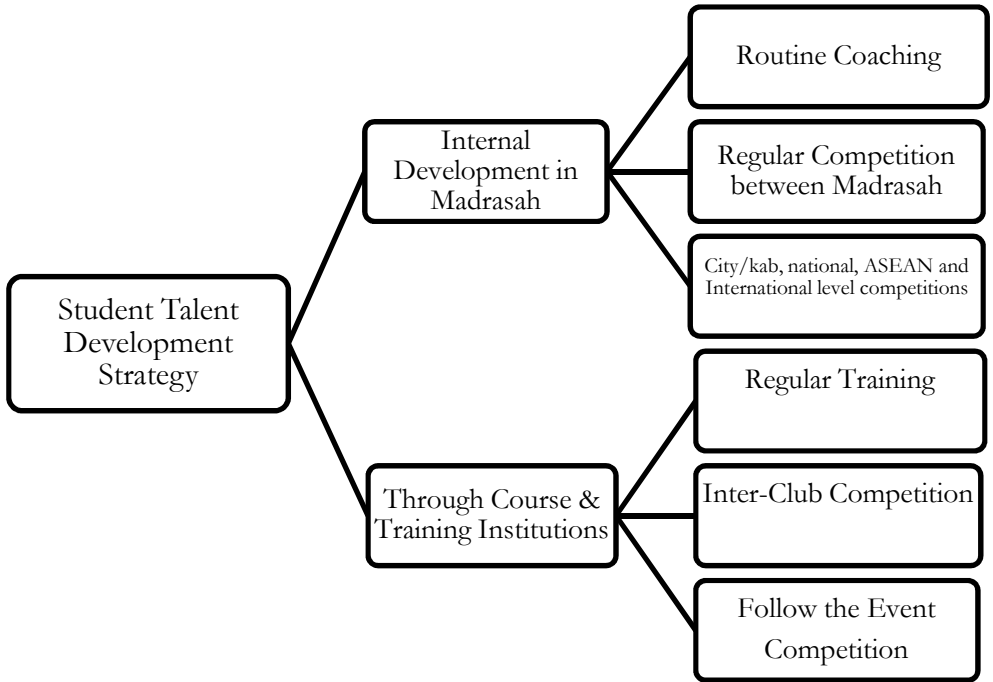 Student Talent
Development
Strategy
Internal
Development in
Madrasah
Routine Coaching
Regular Competition
between Madrasah
City/kab, national, ASEAN and
International level competitions
Through Course &
Training Institutions
Regular Training
Inter-Club Competition
Follow the Event
Competition